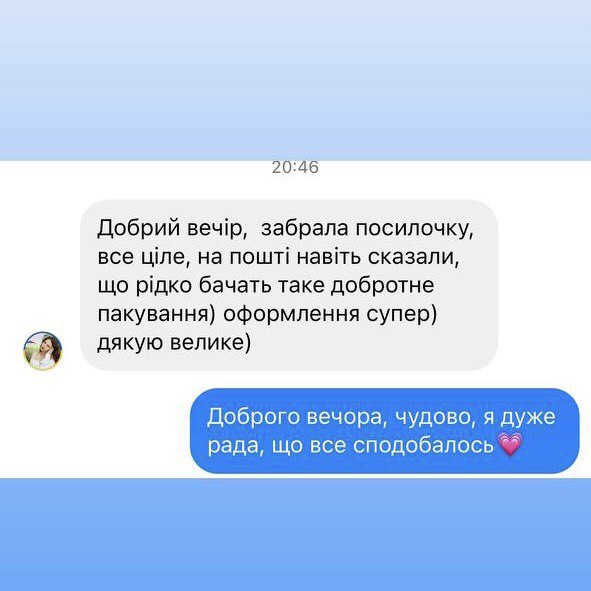 20:46
Добрий вечір,  забрала посилочку,
все ціле, на пошті навіть сказали,
що рідко бачать таке добротне
пакування) оформлення супер)
дякую велике)
Доброго вечора, чудово, я дуже
рада, що все сподобалось💗